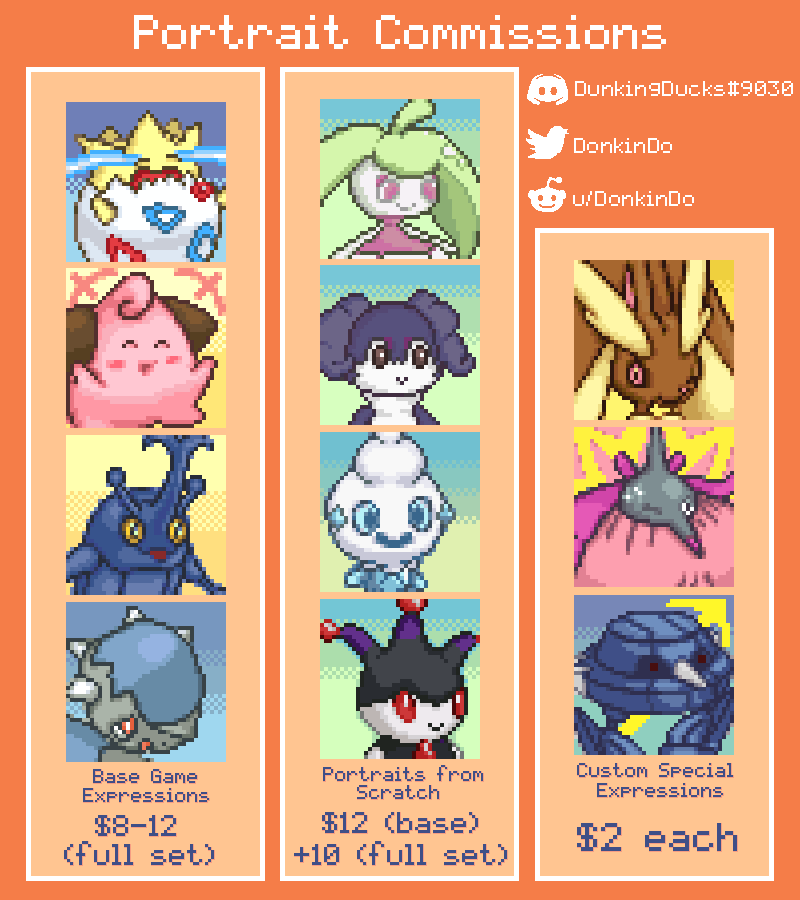 Portrait Commissions
DunkingDucks#9030
DonkinDo
u/DonkinDo
Base Game
Expressions
$8-12
(full set)
Portraits from
Scratch
$12 (base)
+10 (full set)
Custom Special
Expressions
$2 each